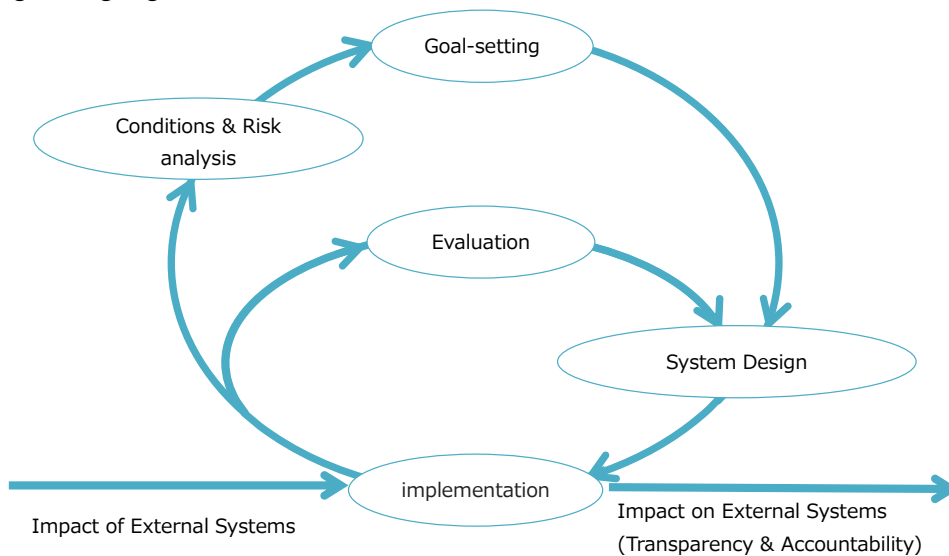 Goal-setting
Conditions & Risk
analysis
Evaluation
System Design
implementation
Impact of External Systems
Impact on External Systems
(Transparency & Accountability)